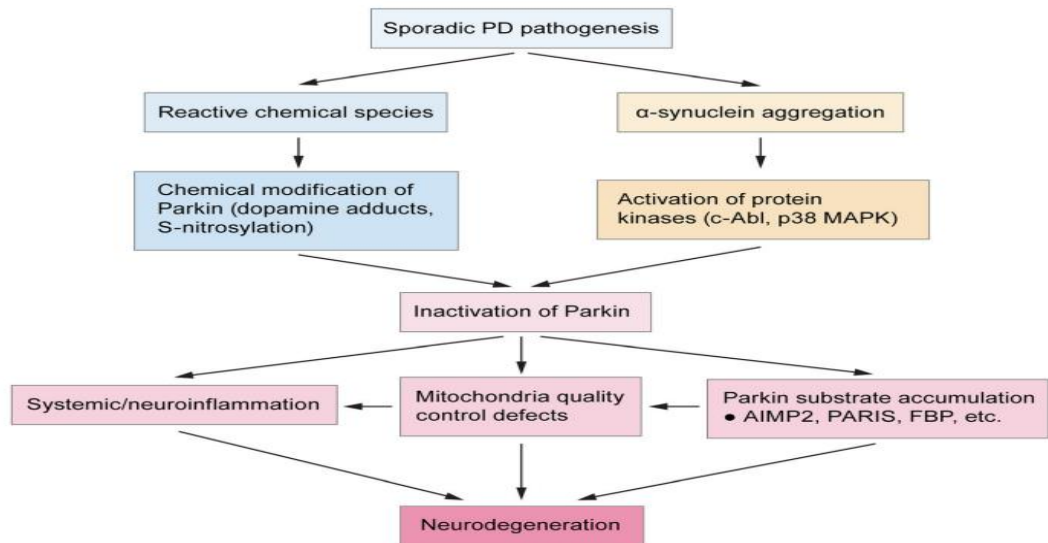 Sporadic PD pathogenesis
Reactive chemical species
α-synuclein aggregation
Chemical modification of
Parkin (dopamine adducts,
S-nitrosylation)
Activation of protein
kinases (c-Abl, p38 MAPK)
Inactivation of Parkin
Systemic/neuroinflammation
Mitochondria quality
control defects
Parkin substrate accumulation
● AIMP2, PARIS, FBP, etc.
Neurodegeneration